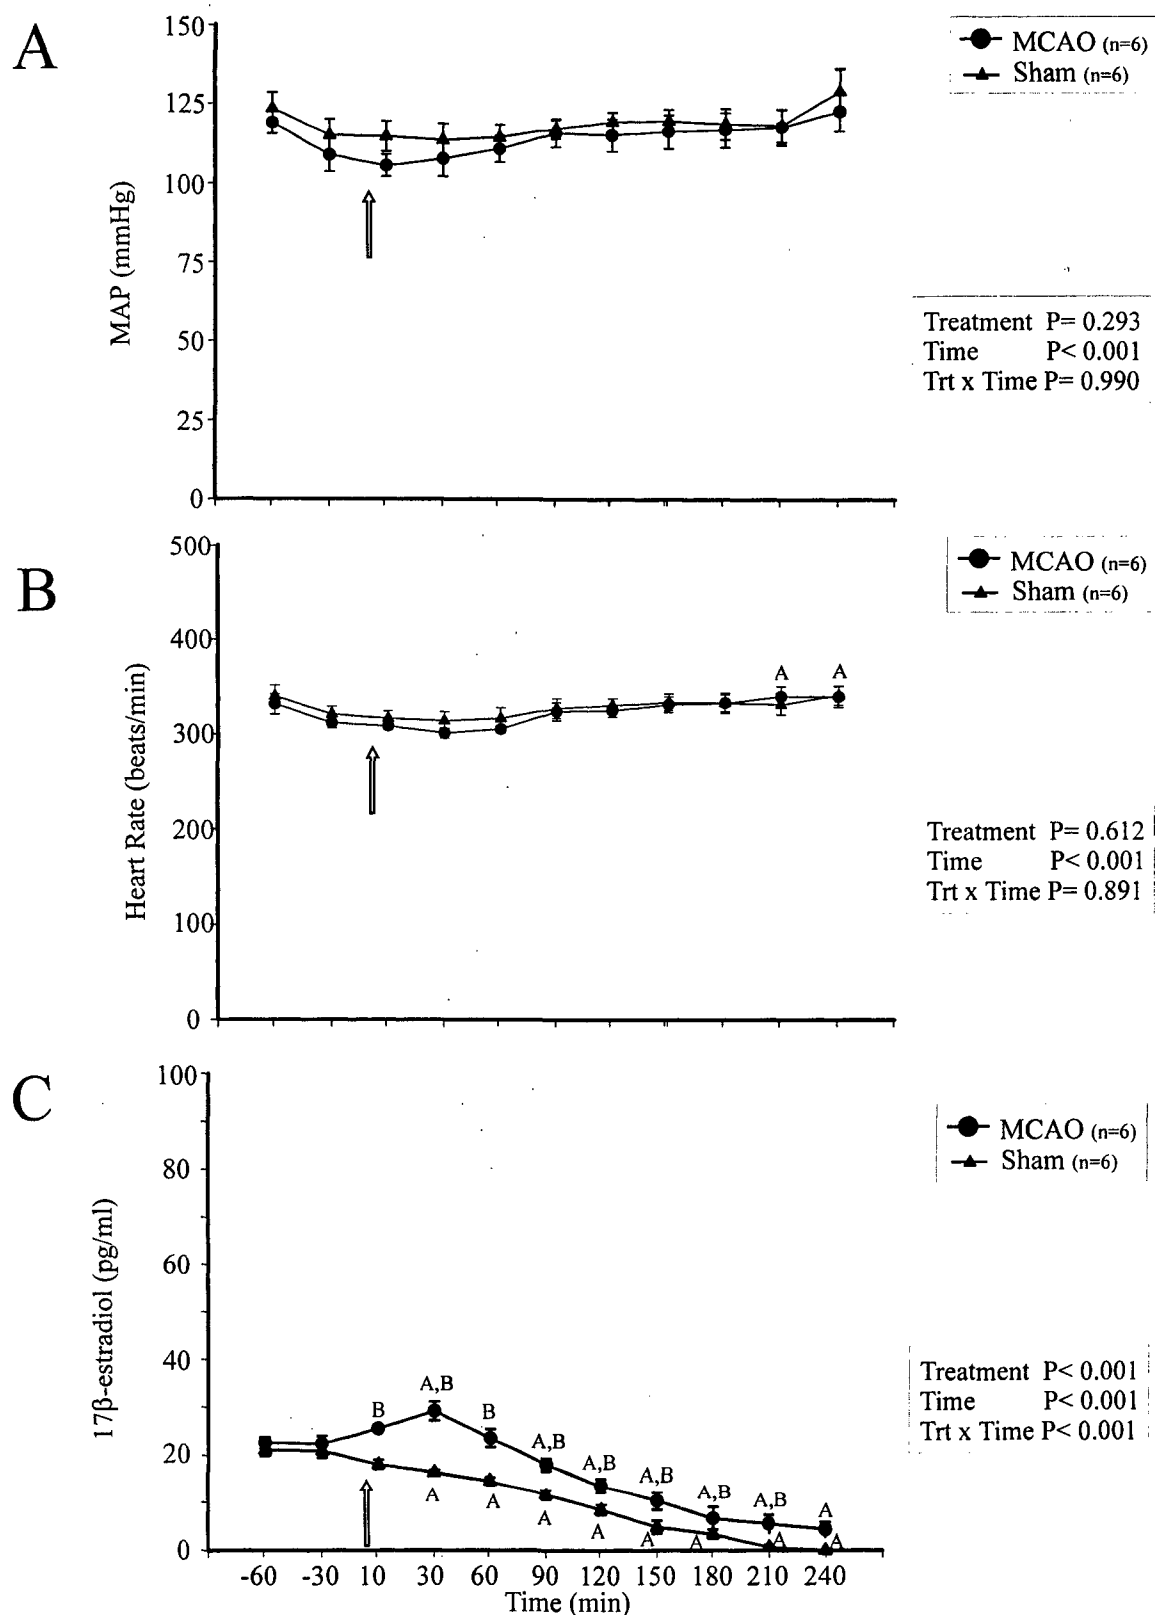 A
150
125
100
75
50
25
0
MAP (mmHg)
MCAO (n=6)
Sham (n=6)
Treatment P= 0.293
Time P< 0.001
Trt x Time P= 0.990
B
500
400
300
200
100
0
Heart Rate (beats/min)
A A
MCAO (n=6)
Sham (n=6)
Treatment P= 0.612
Time P< 0.001
Trt x Time P= 0.891
C
100
80
60
40
20
0
17β-estradiol (pg/ml)
MCAO (n=6)
Sham (n=6)
B A,B B A,B A,B A,B A,B A,B A
A A A A A A A A
Treatment P< 0.001
Time P< 0.001
Trt x Time P< 0.001
-60 -30 10 30 60 90 120 150 180 210 240
Time (min)